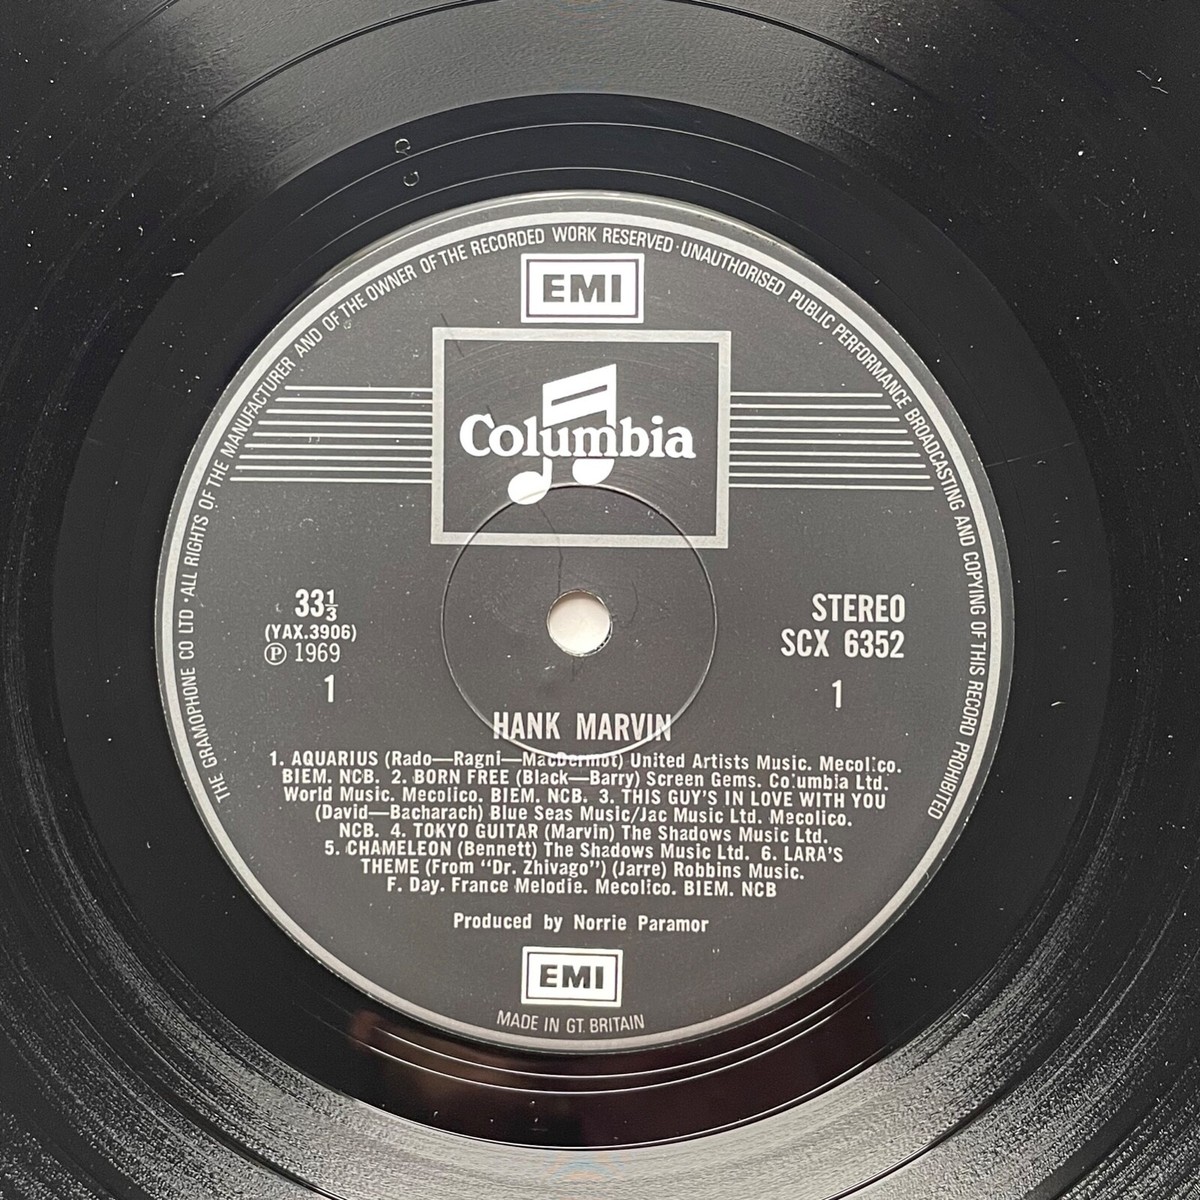 THE GRAMOPHONE CO LTD · ALL RIGHTS OF THE MANUFACTURER AND OF THE OWNER OF THE RECORDED WORK RESERVED · UNAUTHORISED PUBLIC PERFORMANCE BROADCASTING AND COPYING OF THIS RECORD PROHIBITED
EMI
Columbia
33⅓
(YAX.3906)
℗ 1969
1
STEREO
SCX 6352
1
HANK MARVIN
1. AQUARIUS (Rado—Ragni—MacDermot) United Artists Music. Mecolico.
BIEM. NCB. 2. BORN FREE (Black—Barry) Screen Gems. Columbia Ltd.
World Music. Mecolico. BIEM. NCB. 3. THIS GUY'S IN LOVE WITH YOU
(David—Bacharach) Blue Seas Music/Jac Music Ltd. Mecolico.
NCB. 4. TOKYO GUITAR (Marvin) The Shadows Music Ltd.
5. CHAMELEON (Bennett) The Shadows Music Ltd. 6. LARA'S
THEME (From “Dr. Zhivago”) (Jarre) Robbins Music.
F. Day. France Melodie. Mecolico. BIEM. NCB
Produced by Norrie Paramor
EMI
MADE IN GT. BRITAIN